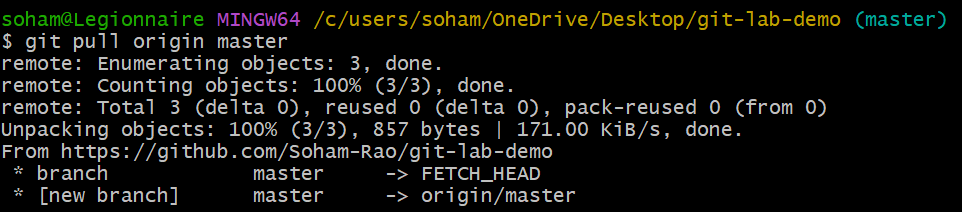 soham@Legionnaire MINGW64 /c/users/soham/OneDrive/Desktop/git-lab-demo (master)
$ git pull origin master
remote: Enumerating objects: 3, done.
remote: Counting objects: 100% (3/3), done.
remote: Total 3 (delta 0), reused 0 (delta 0), pack-reused 0 (from 0)
Unpacking objects: 100% (3/3), 857 bytes | 171.00 KiB/s, done.
From https://github.com/Soham-Rao/git-lab-demo
 * branch            master     -> FETCH_HEAD
 * [new branch]      master     -> origin/master